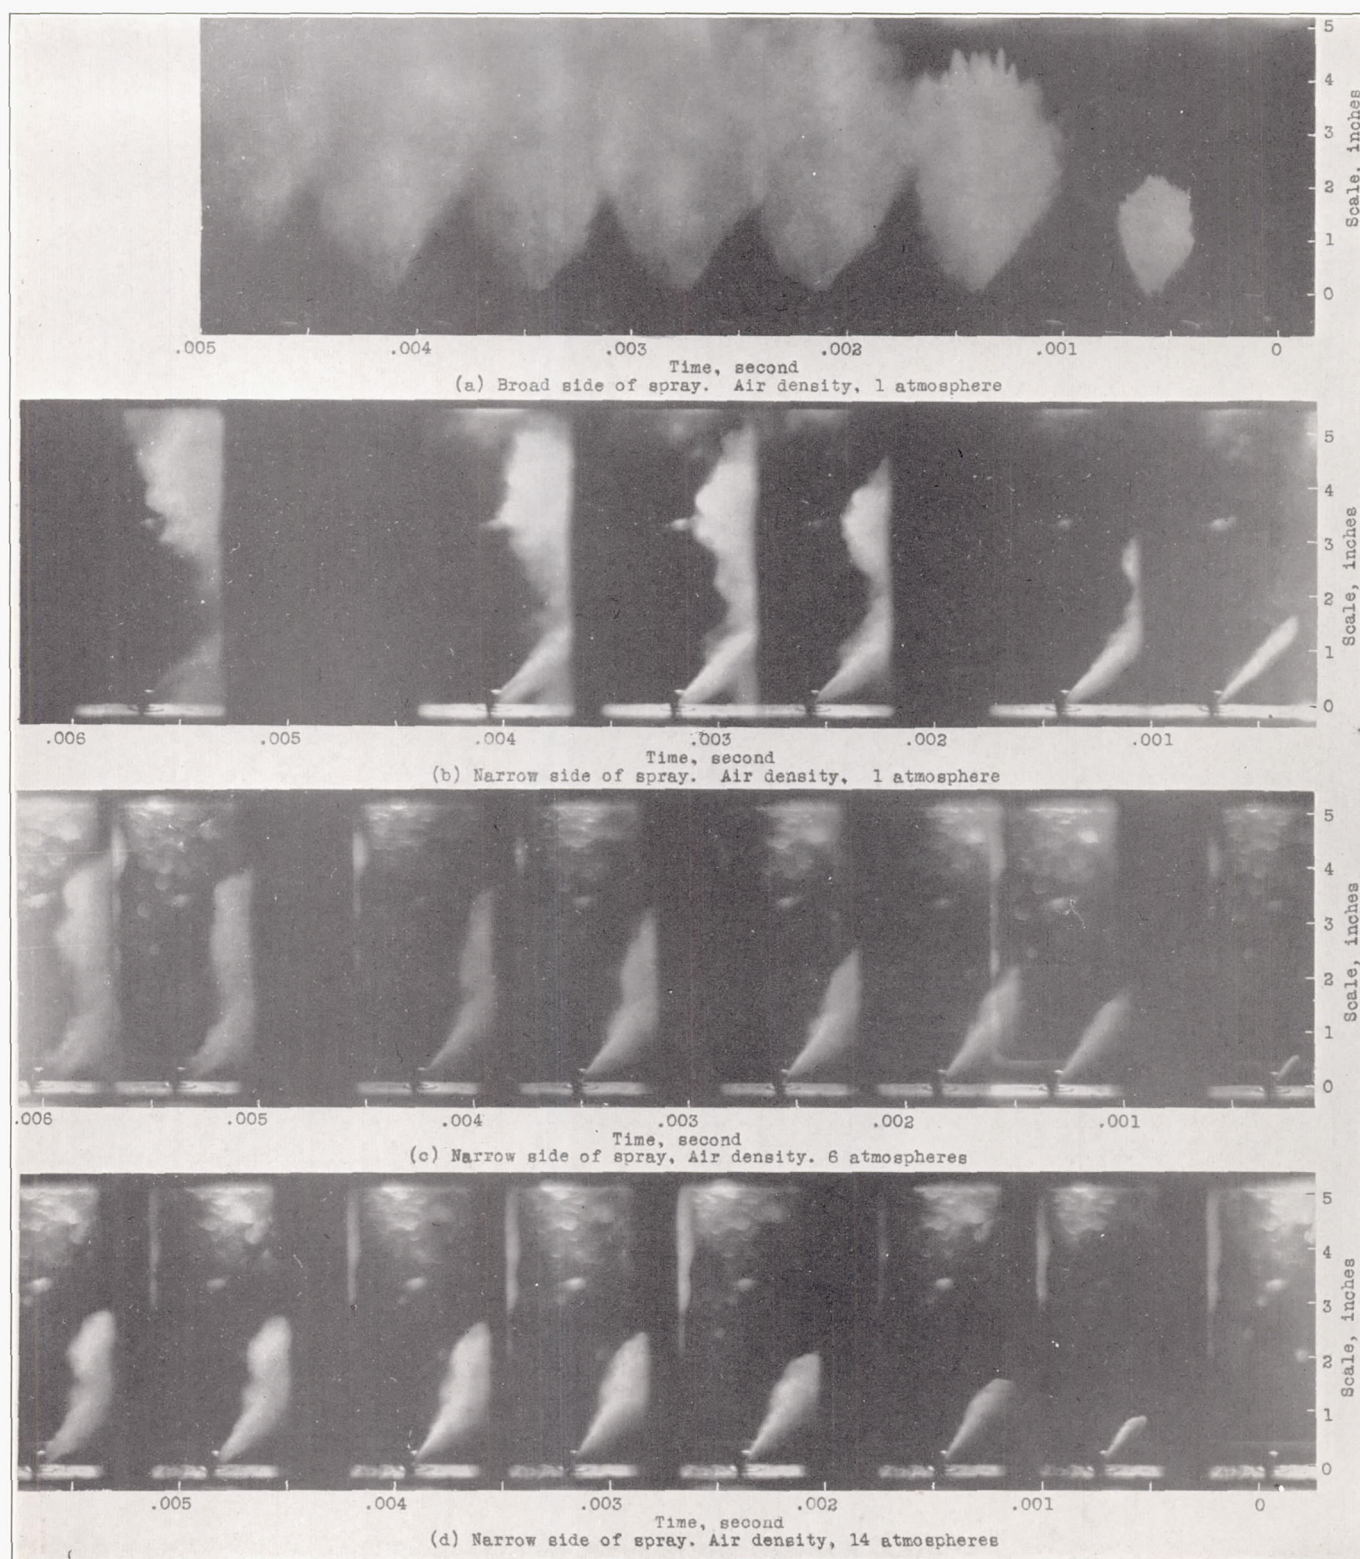 5
4
3
2
1
0
Scale, inches
.005 .004 .003 .002 .001 0
Time, second
(a) Broad side of spray. Air density, 1 atmosphere
5
4
3
2
1
0
Scale, inches
.006 .005 .004 .003 .002 .001
Time, second
(b) Narrow side of spray. Air density, 1 atmosphere
5
4
3
2
1
0
Scale, inches
.006 .005 .004 .003 .002 .001
Time, second
(c) Narrow side of spray, Air density. 6 atmospheres
5
4
3
2
1
0
Scale, inches
.005 .004 .003 .002 .001 0
Time, second
(d) Narrow side of spray. Air density, 14 atmospheres